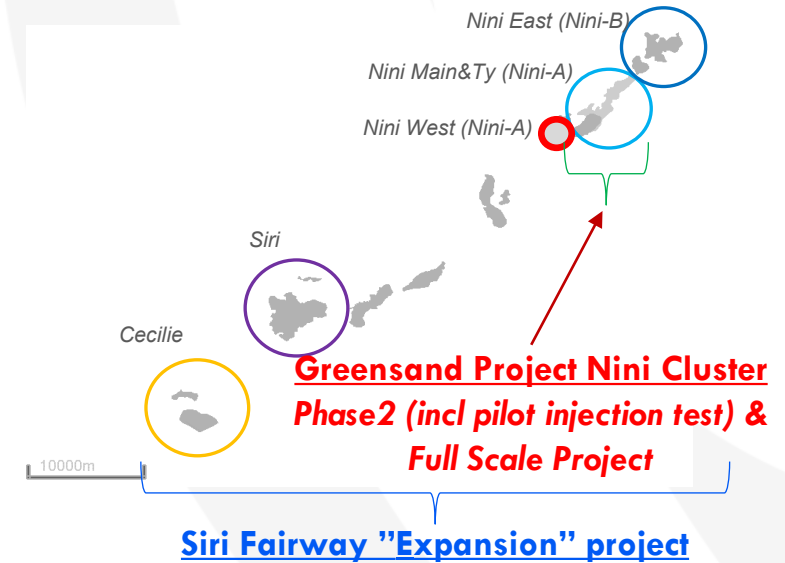 Nini East (Nini-B)
Nini Main&Ty (Nini-A)
Nini West (Nini-A)
Siri
Cecilie
Greensand Project Nini Cluster
Phase2 (incl pilot injection test) &
Full Scale Project
10000m
Siri Fairway ”Expansion” project